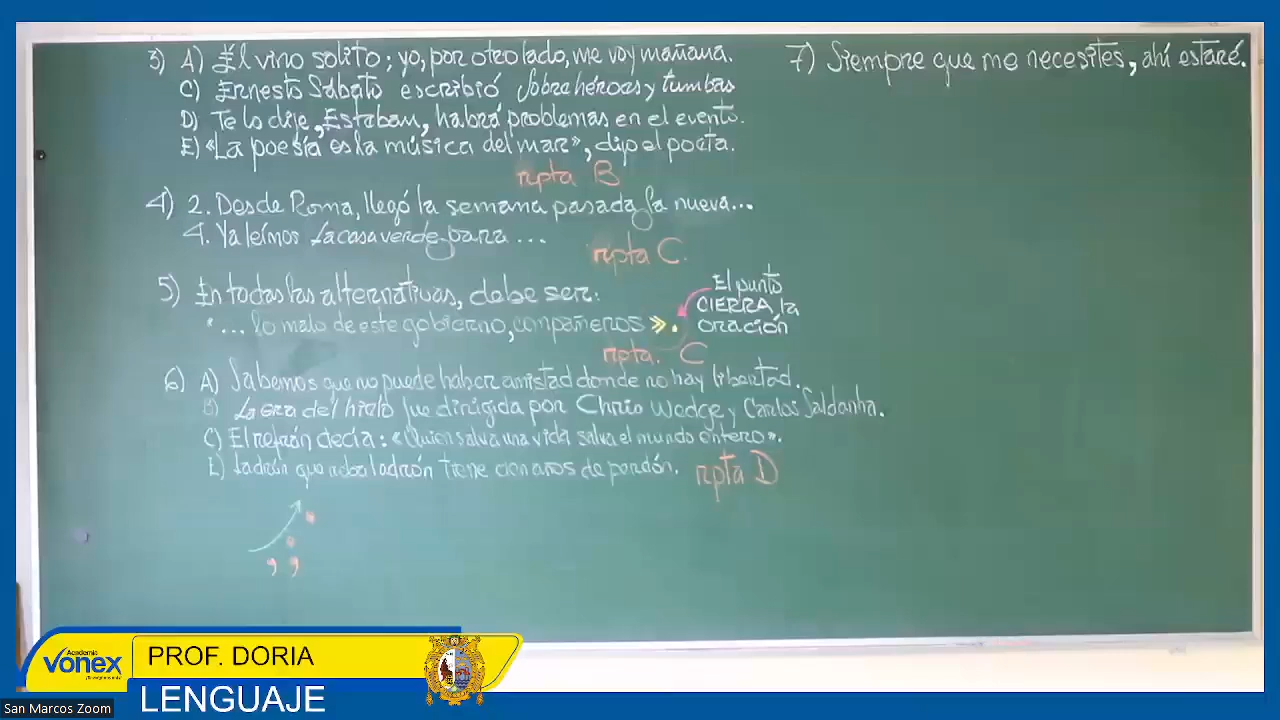 3) A) Él vino solito; yo, por otro lado, me voy mañana.
C) Ernesto Sábato escribió Sobre héroes y tumbas
D) Te lo dije, Esteban, habrá problemas en el evento.
E) «La poesía es la música del mar», dijo el poeta.
rpta B
4) 2. Desde Roma, llegó la semana pasada la nueva...
4. Ya leímos La casa verde para ...
rpta C.
5) En todas las alternativas, debe ser:
"... lo malo de este gobierno, compañeros ».
El punto
CIERRA la
oración
rpta. C
6) A) Sabemos que no puede haber amistad donde no hay libertad.
B) La era del hielo fue dirigida por Chris Wedge y Carlos Saldanha.
C) El refrán decía: «Quien salva una vida salva el mundo entero».
E) Ladrón que roba ladrón tiene cien años de perdón.
rpta D
7) Siempre que me necesites, ahí estaré.
Academia
Vonex
PROF. DORIA
LENGUAJE
San Marcos Zoom